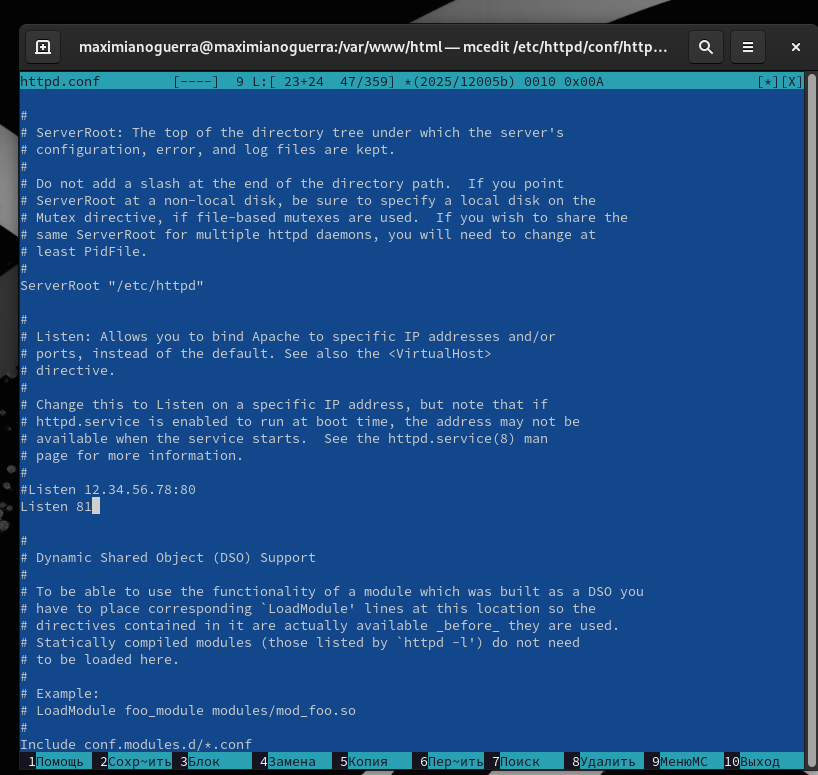 maximianoguerra@maximianoguerra:/var/www/html — mcedit /etc/httpd/conf/http…
httpd.conf [----] 9 L:[ 23+24 47/359] *(2025/12005b) 0010 0x00A [*][X]
#
# ServerRoot: The top of the directory tree under which the server's
# configuration, error, and log files are kept.
#
# Do not add a slash at the end of the directory path.  If you point
# ServerRoot at a non-local disk, be sure to specify a local disk on the
# Mutex directive, if file-based mutexes are used.  If you wish to share the
# same ServerRoot for multiple httpd daemons, you will need to change at
# least PidFile.
#
ServerRoot "/etc/httpd"
#
# Listen: Allows you to bind Apache to specific IP addresses and/or
# ports, instead of the default. See also the <VirtualHost>
# directive.
#
# Change this to Listen on a specific IP address, but note that if
# httpd.service is enabled to run at boot time, the address may not be
# available when the service starts.  See the httpd.service(8) man
# page for more information.
#
#Listen 12.34.56.78:80
Listen 81
#
# Dynamic Shared Object (DSO) Support
#
# To be able to use the functionality of a module which was built as a DSO you
# have to place corresponding `LoadModule' lines at this location so the
# directives contained in it are actually available _before_ they are used.
# Statically compiled modules (those listed by `httpd -l') do not need
# to be loaded here.
#
# Example:
# LoadModule foo_module modules/mod_foo.so
#
Include conf.modules.d/*.conf
1Помощь 2Сохр~ить 3Блок 4Замена 5Копия 6Пер~ить 7Поиск 8Удалить 9МенюMC 10Выход